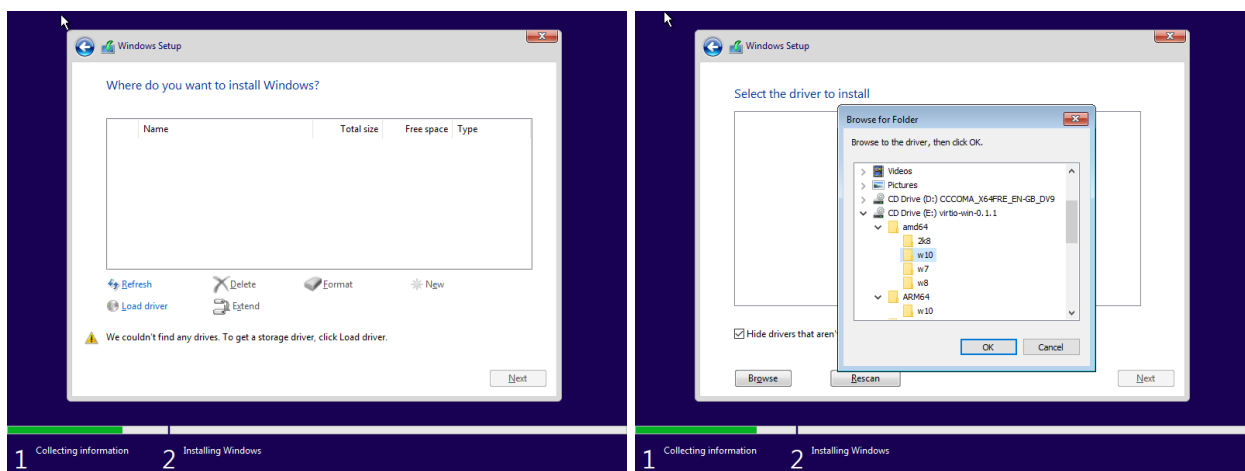 Windows Setup
Where do you want to install Windows?
Name Total size Free space Type
Refresh Delete Format New
Load driver Extend
We couldn't find any drives. To get a storage driver, click Load driver.
Next
1 Collecting information 2 Installing Windows
Windows Setup
Select the driver to install
Browse for Folder
Browse to the driver, then click OK.
Videos
Pictures
CD Drive (D:) CCCOMA_X64FRE_EN-GB_DV9
CD Drive (E:) virtio-win-0.1.1
amd64
2k8
w10
w7
w8
ARM64
w10
Hide drivers that aren'
OK Cancel
Browse Rescan Next
1 Collecting information 2 Installing Windows